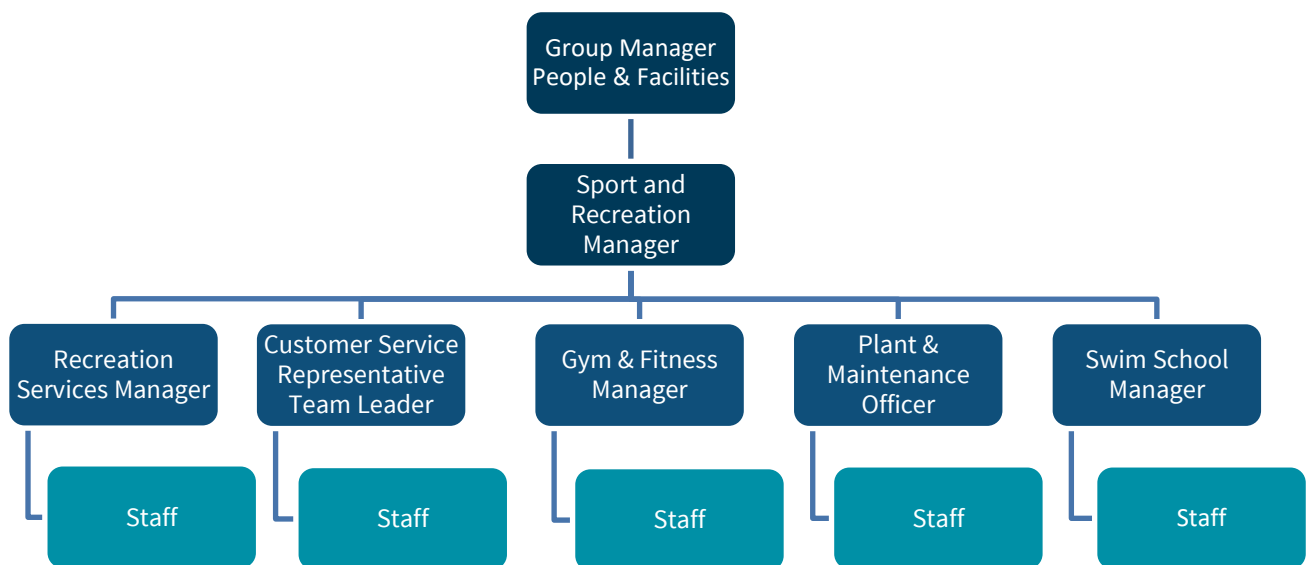 Group Manager
People & Facilities
Sport and
Recreation
Manager
Recreation
Services Manager
Customer Service
Representative
Team Leader
Gym & Fitness
Manager
Plant &
Maintenance
Officer
Swim School
Manager
Staff
Staff
Staff
Staff
Staff